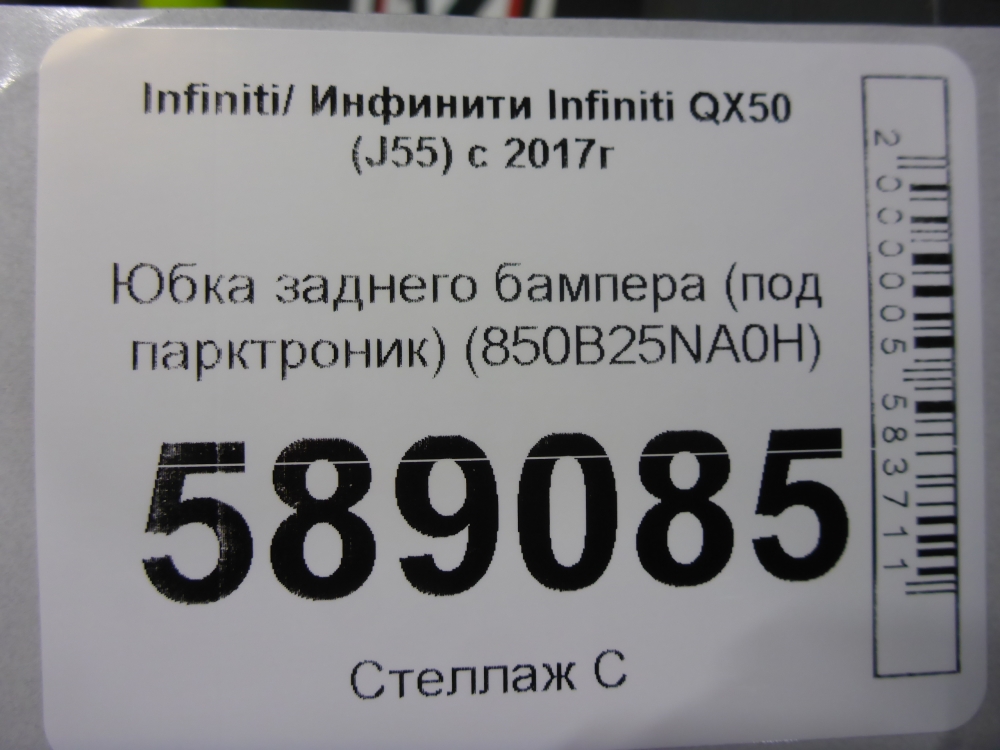 Infiniti/ Инфинити Infiniti QX50
(J55) с 2017г
Юбка заднего бампера (под
парктроник) (850B25NA0H)
589085
Стеллаж С
2000005583711